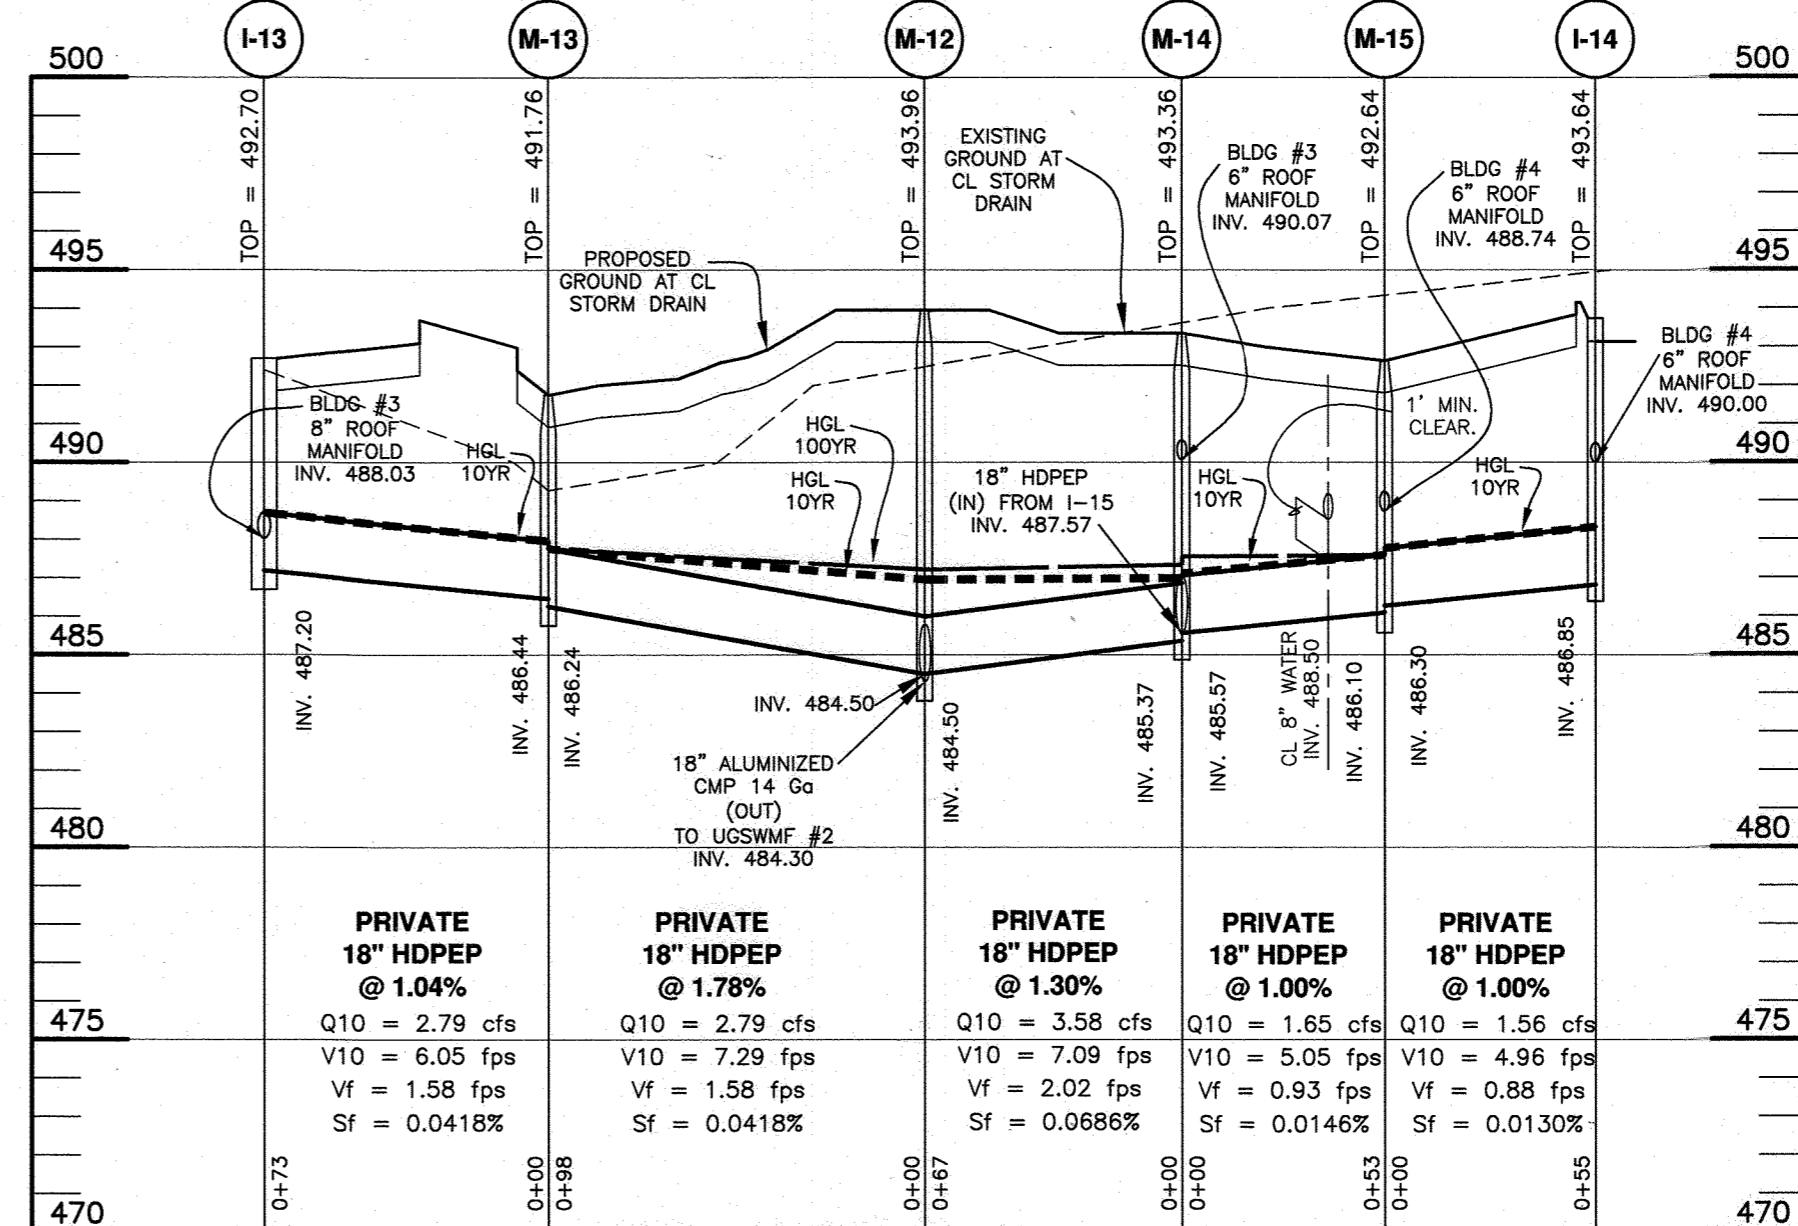 I-13
M-13
M-12
M-14
M-15
I-14
500
500
TOP = 492.70
TOP = 491.76
TOP = 493.96
TOP = 493.36
TOP = 492.64
TOP = 493.64
EXISTING
GROUND AT
CL STORM
DRAIN
BLDG #3
6" ROOF
MANIFOLD
INV. 490.07
BLDG #4
6" ROOF
MANIFOLD
INV. 488.74
495
495
PROPOSED
GROUND AT CL
STORM DRAIN
BLDG #4
6" ROOF
MANIFOLD
INV. 490.00
BLDG #3
8" ROOF
MANIFOLD
INV. 488.03
HGL
10YR
HGL
100YR
HGL
10YR
18" HDPEP
(IN) FROM I-15
INV. 487.57
HGL
10YR
1' MIN.
CLEAR.
HGL
10YR
490
490
485
485
INV. 487.20
INV. 486.44
INV. 486.24
INV. 484.50
INV. 484.50
INV. 485.37
INV. 485.57
CL 8" WATER
INV. 488.50
INV. 486.10
INV. 486.30
INV. 486.85
18" ALUMINIZED
CMP 14 Ga
(OUT)
TO UGSWMF #2
INV. 484.30
480
480
PRIVATE
18" HDPEP
@ 1.04%
Q10 = 2.79 cfs
V10 = 6.05 fps
Vf = 1.58 fps
Sf = 0.0418%
PRIVATE
18" HDPEP
@ 1.78%
Q10 = 2.79 cfs
V10 = 7.29 fps
Vf = 1.58 fps
Sf = 0.0418%
PRIVATE
18" HDPEP
@ 1.30%
Q10 = 3.58 cfs
V10 = 7.09 fps
Vf = 2.02 fps
Sf = 0.0686%
PRIVATE
18" HDPEP
@ 1.00%
Q10 = 1.65 cfs
V10 = 5.05 fps
Vf = 0.93 fps
Sf = 0.0146%
PRIVATE
18" HDPEP
@ 1.00%
Q10 = 1.56 cfs
V10 = 4.96 fps
Vf = 0.88 fps
Sf = 0.0130%
475
475
0+73
0+00
0+98
0+00
0+67
0+00
0+00
0+53
0+00
0+55
470
470